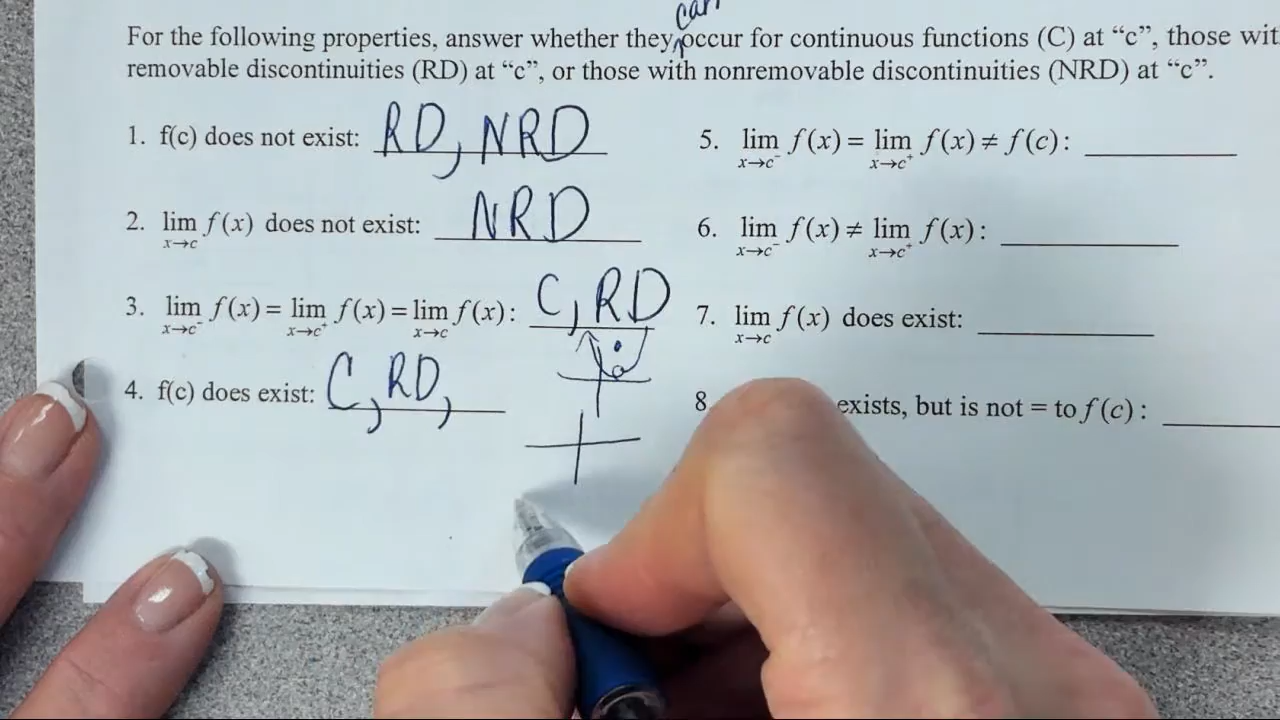 can
For the following properties, answer whether they occur for continuous functions (C) at “c”, those wit
removable discontinuities (RD) at “c”, or those with nonremovable discontinuities (NRD) at “c”.
1. f(c) does not exist: RD, NRD
2. lim x→c f(x) does not exist: NRD
3. lim x→c⁻ f(x) = lim x→c⁺ f(x) = lim x→c f(x): C, RD
4. f(c) does exist: C, RD,
5. lim x→c⁻ f(x) = lim x→c⁺ f(x) ≠ f(c):
6. lim x→c⁻ f(x) ≠ lim x→c⁺ f(x):
7. lim x→c f(x) does exist:
8 exists, but is not = to f(c):